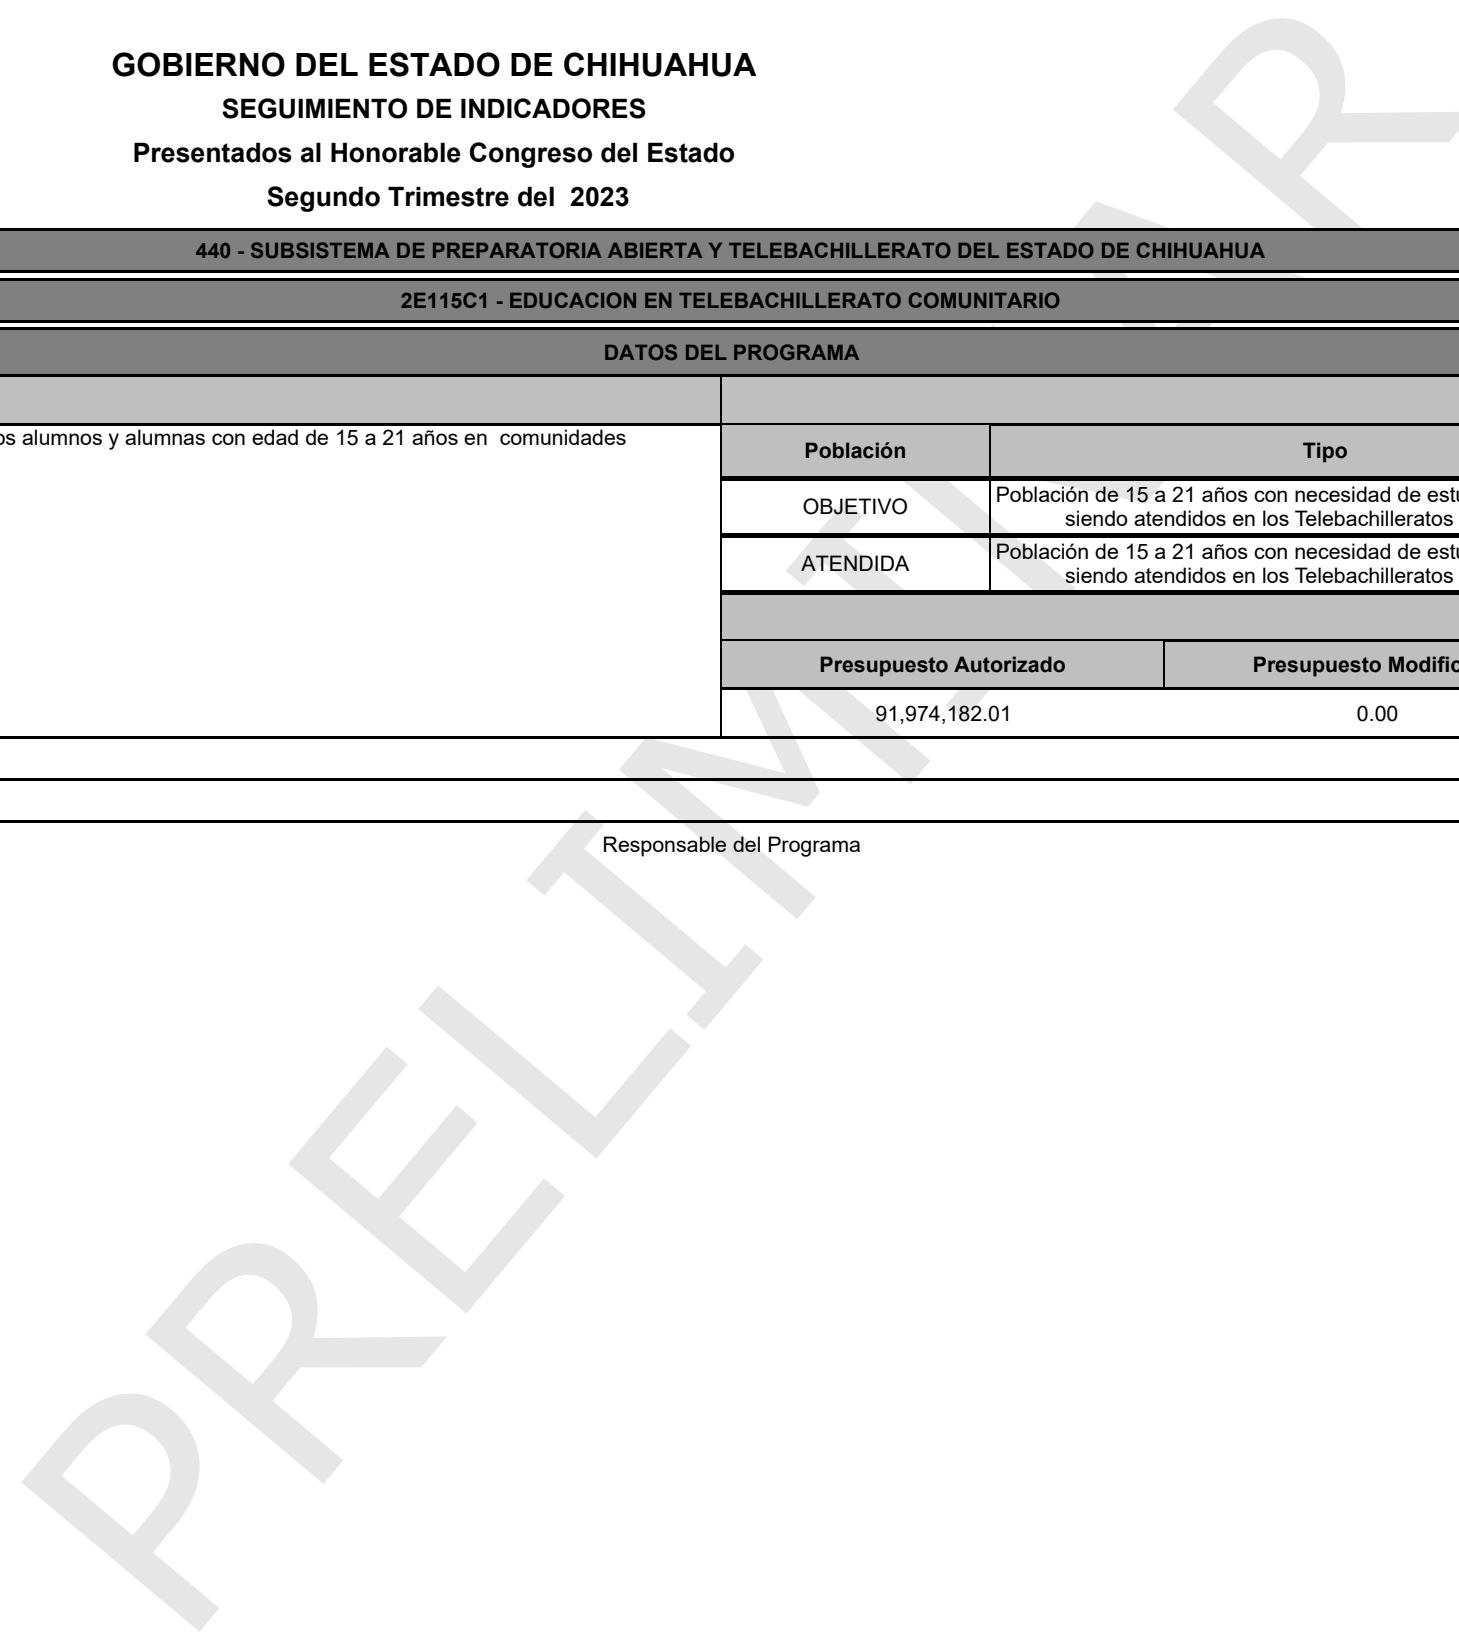 GOBIERNO DEL ESTADO DE CHIHUAHUA
SEGUIMIENTO DE INDICADORES
Presentados al Honorable Congreso del Estado
Segundo Trimestre del 2023
440 - SUBSISTEMA DE PREPARATORIA ABIERTA Y TELEBACHILLERATO DEL ESTADO DE CHIHUAHUA
2E115C1 - EDUCACION EN TELEBACHILLERATO COMUNITARIO
DATOS DEL PROGRAMA
os alumnos y alumnas con edad de 15 a 21 años en comunidades
Población Tipo
OBJETIVO
Población de 15 a 21 años con necesidad de
siendo atendidos en los Telebachilleratos
ATENDIDA
Población de 15 a 21 años con necesidad de
siendo atendidos en los Telebachilleratos
Presupuesto Autorizado Presupuesto
91,974,182.01 0.00
Responsable del Programa